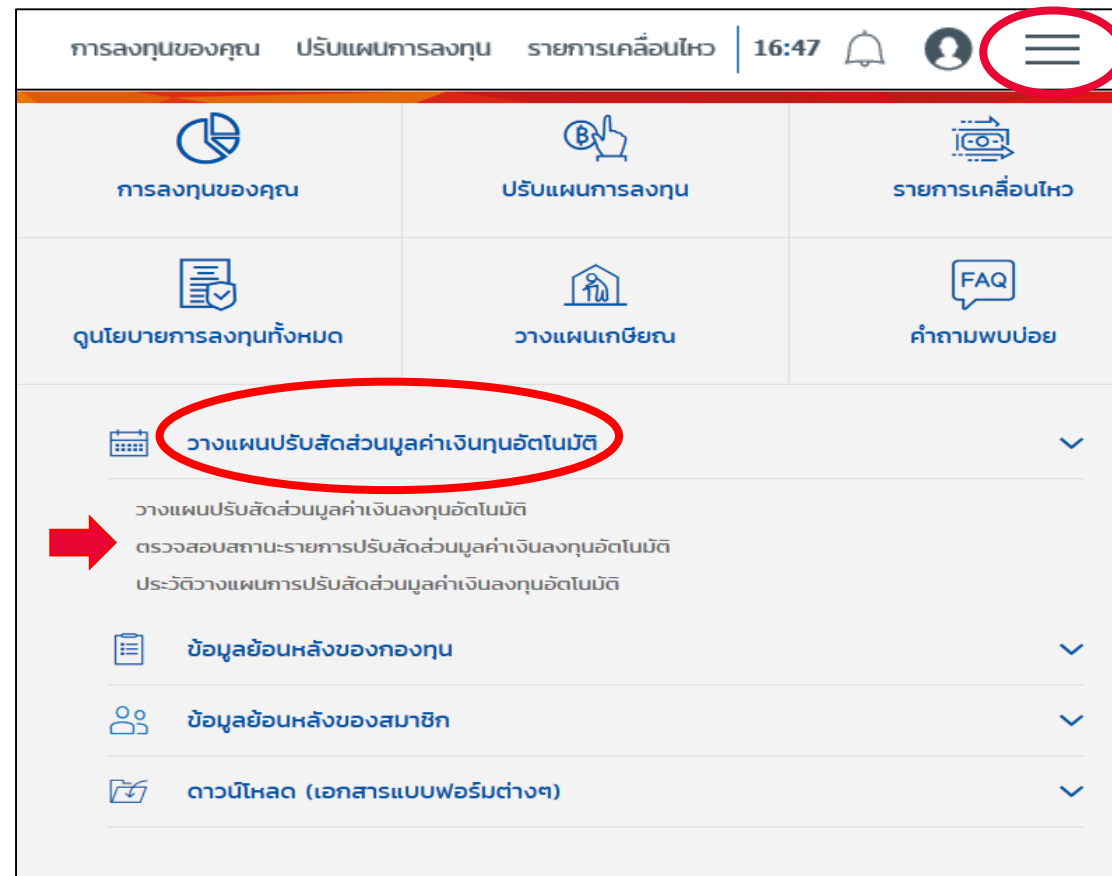 การลงทุนของคุณ ปรับแผนการลงทุน รายการเคลื่อนไหว 16:47
การลงทุนของคุณ ปรับแผนการลงทุน รายการเคลื่อนไหว
FAQ
ดูนโยบายการลงทุนทั้งหมด วางแผนเกษียณ คำถามพบบ่อย
วางแผนปรับสัดส่วนมูลค่าเงินทุนอัตโนมัติ
วางแผนปรับสัดส่วนมูลค่าเงินลงทุนอัตโนมัติ
ตรวจสอบสถานะรายการปรับสัดส่วนมูลค่าเงินลงทุนอัตโนมัติ
ประวัติวางแผนการปรับสัดส่วนมูลค่าเงินลงทุนอัตโนมัติ
ข้อมูลย้อนหลังของกองทุน
ข้อมูลย้อนหลังของสมาชิก
ดาวน์โหลด (เอกสารแบบฟอร์มต่างๆ)